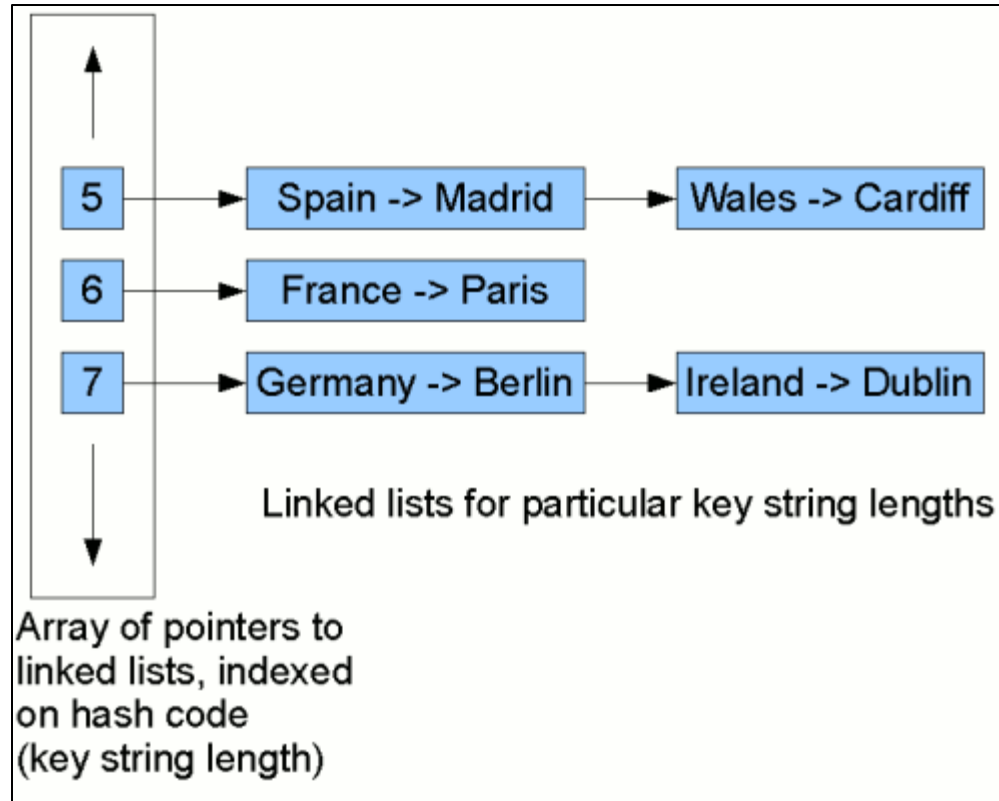 5
Spain -> Madrid
Wales -> Cardiff
6
France -> Paris
7
Germany -> Berlin
Ireland -> Dublin
Linked lists for particular key string lengths
Array of pointers to
linked lists, indexed
on hash code
(key string length)